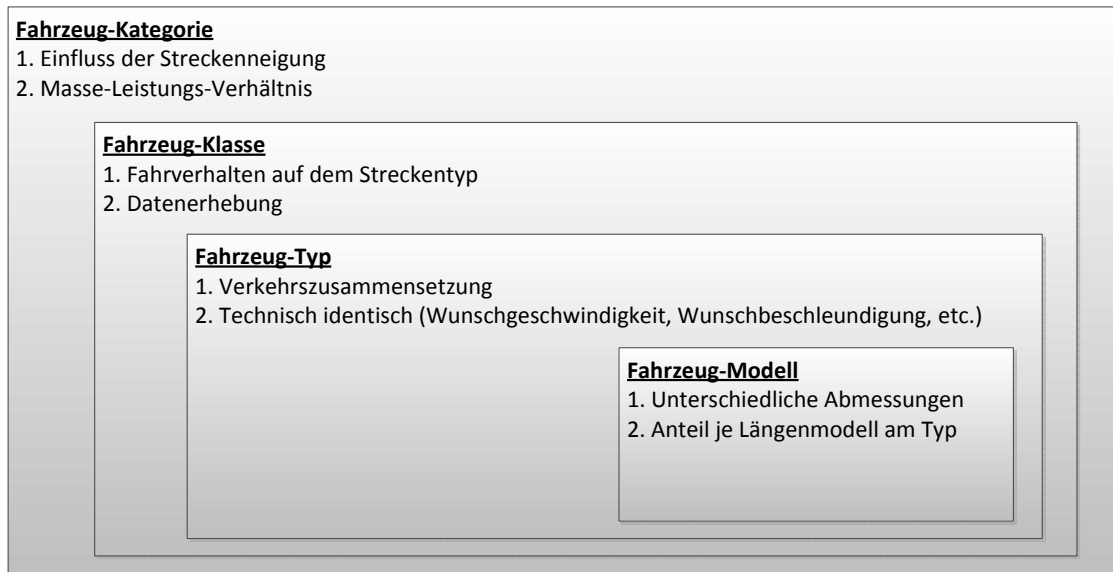 Fahrzeug-Kategorie
1. Einfluss der Streckenneigung
2. Masse-Leistungs-Verhältnis
Fahrzeug-Klasse
1. Fahrverhalten auf dem Streckentyp
2. Datenerhebung
Fahrzeug-Typ
1. Verkehrszusammensetzung
2. Technisch identisch (Wunschgeschwindigkeit, Wunschbeschleundigung, etc.)
Fahrzeug-Modell
1. Unterschiedliche Abmessungen
2. Anteil je Längenmodell am Typ